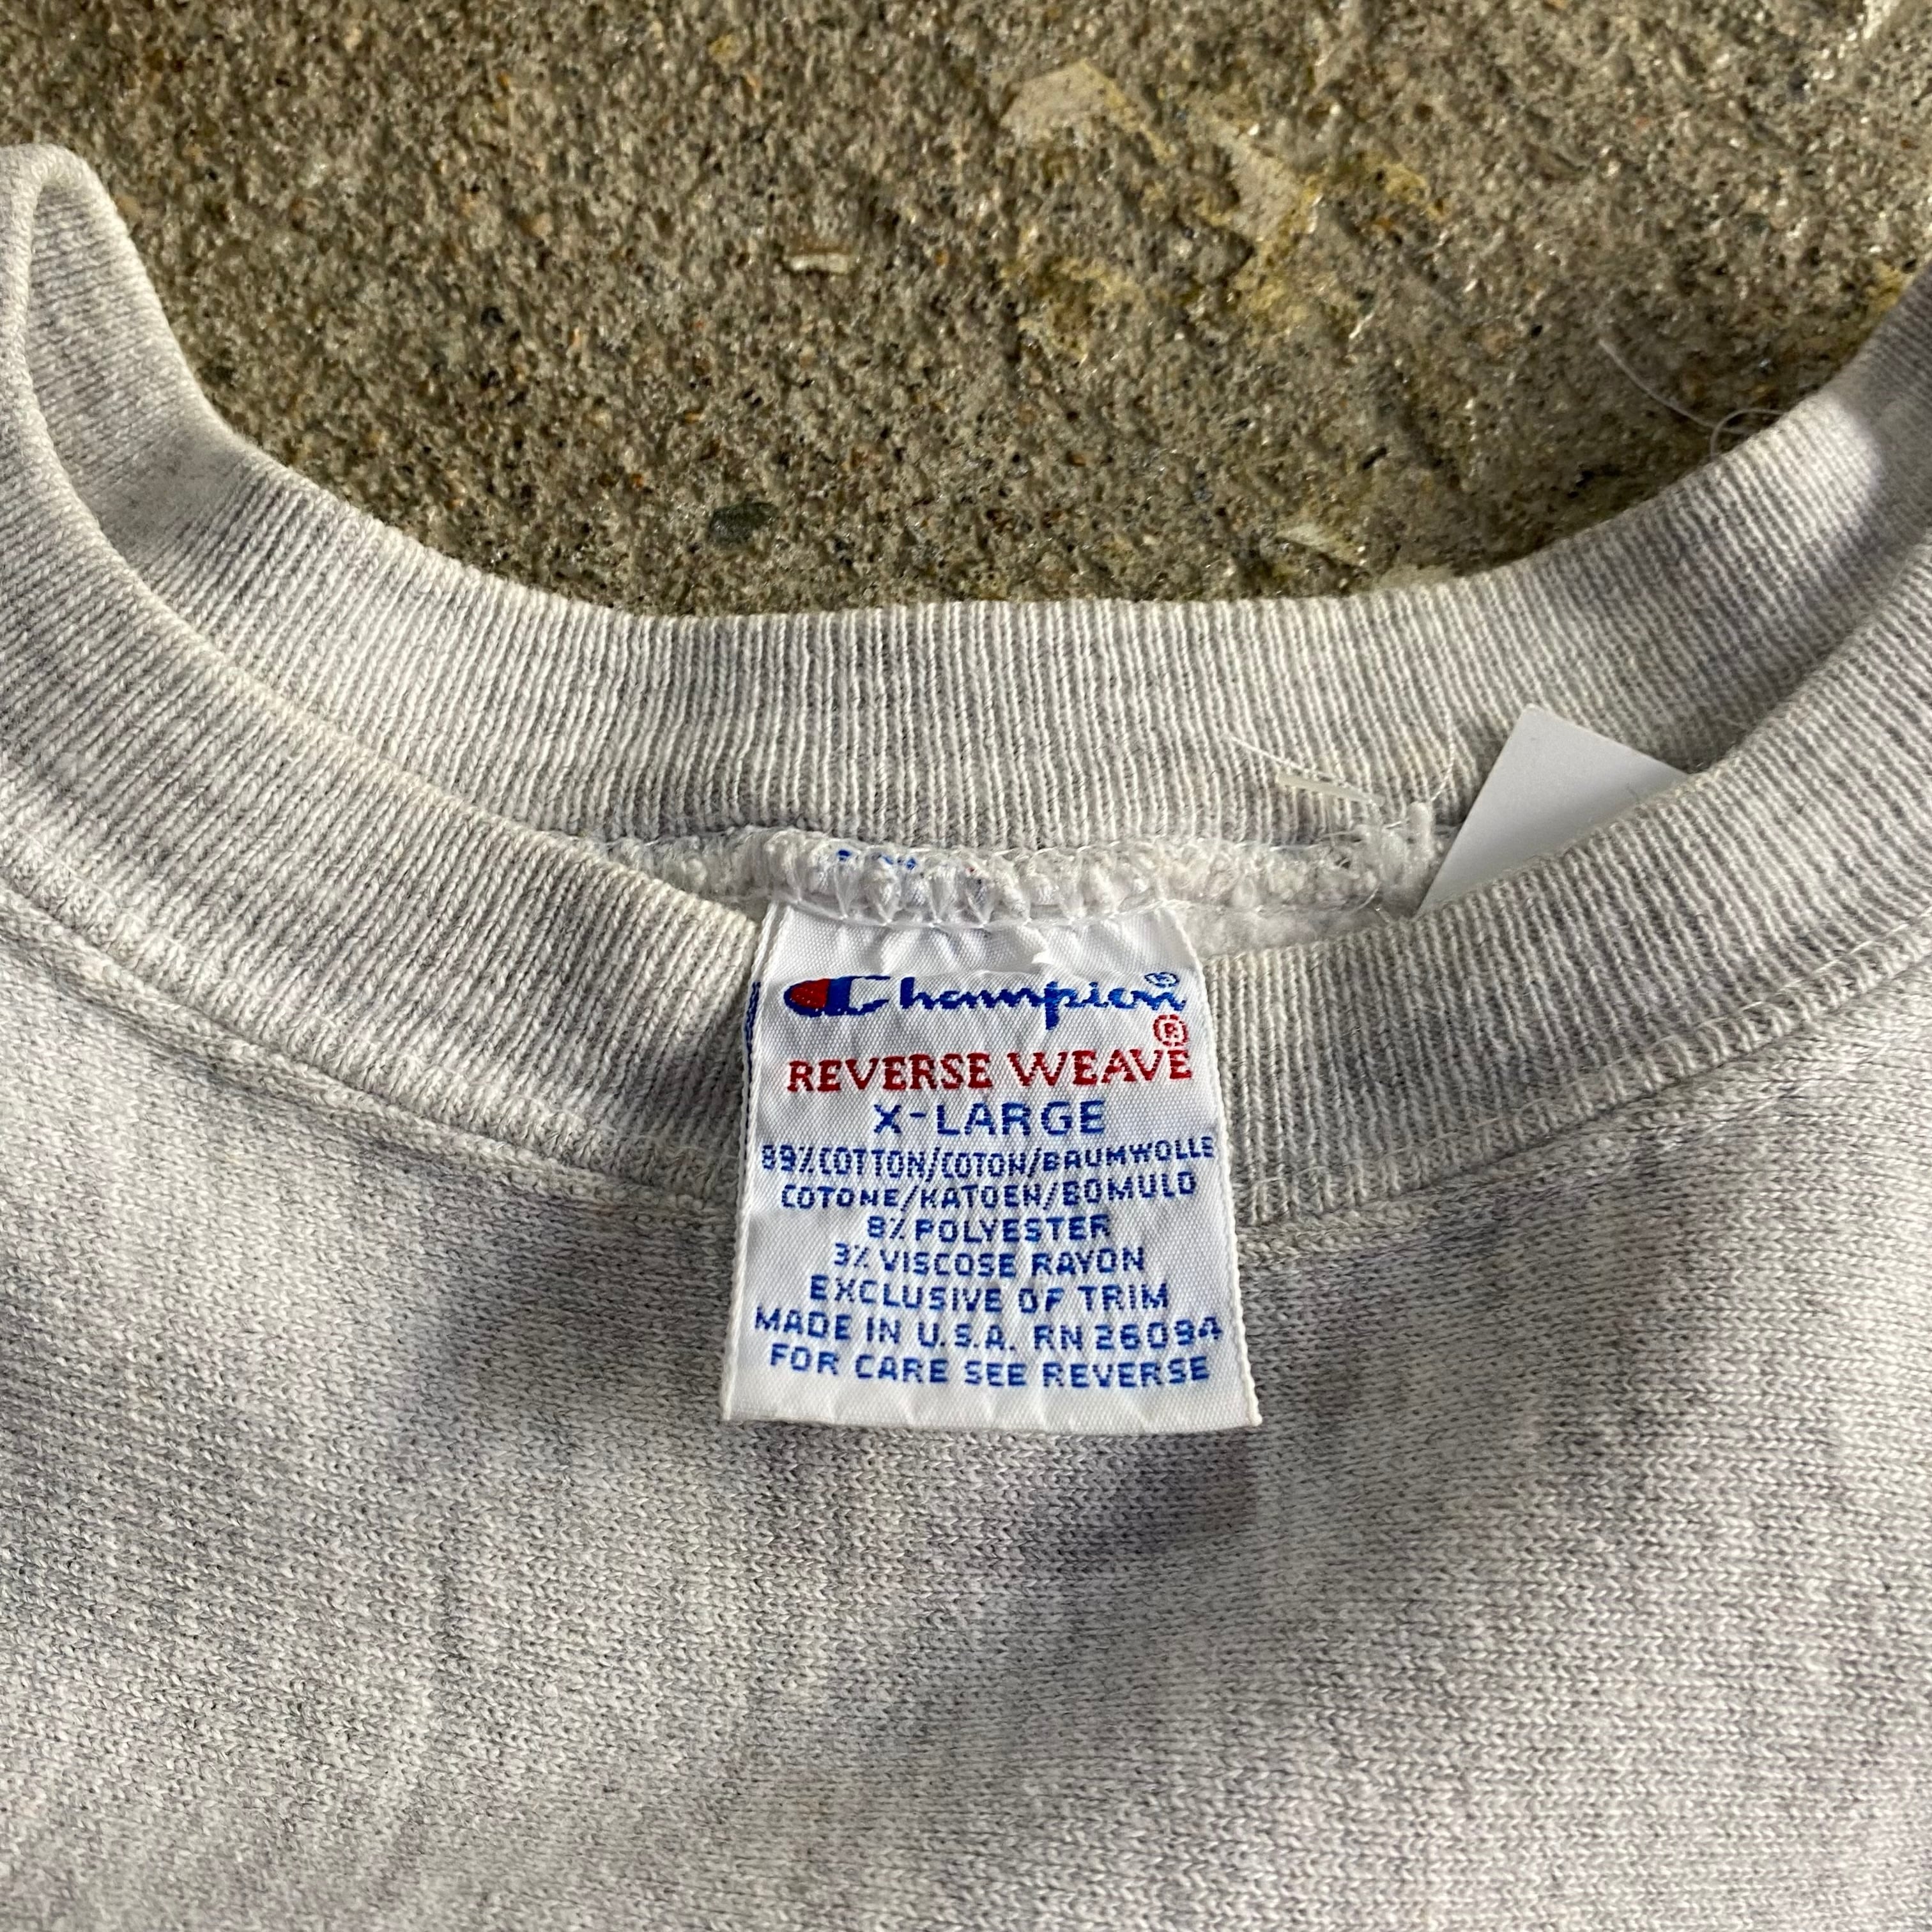 Champion®
REVERSE WEAVE®
X-LARGE
89% COTTON/COTON/BAUMWOLLE
COTONE/KATOEN/BOMULD
8% POLYESTER
3% VISCOSE RAYON
EXCLUSIVE OF TRIM
MADE IN U.S.A. RN 26094
FOR CARE SEE REVERSE